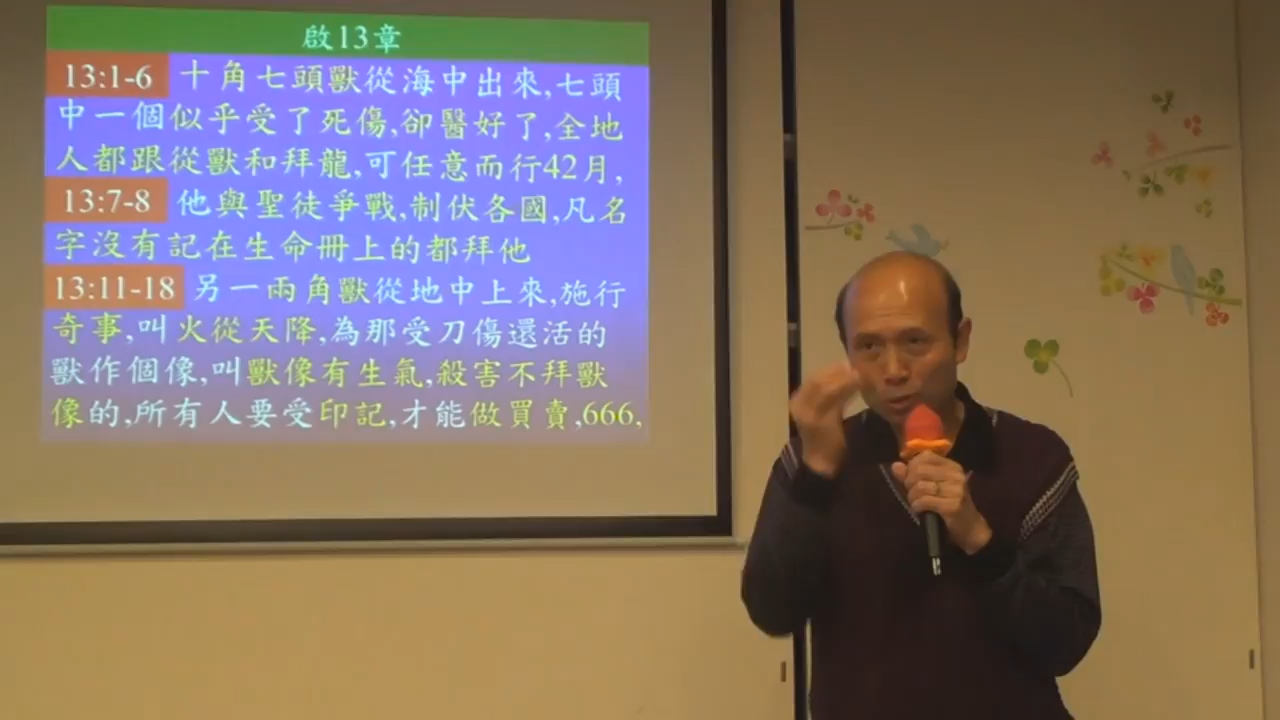 啟13章
13:1-6 十角七頭獸從海中出來,七頭
中一個似乎受了死傷,卻醫好了,全地
人都跟從獸和拜龍,可任意而行42月,
13:7-8 他與聖徒爭戰,制伏各國,凡名
字沒有記在生命冊上的都拜他
13:11-18 另一兩角獸從地中上來,施行
奇事,叫火從天降,為那受刀傷還活的
獸作個像,叫獸像有生氣,殺害不拜獸
像的,所有人要受印記,才能做買賣,666,